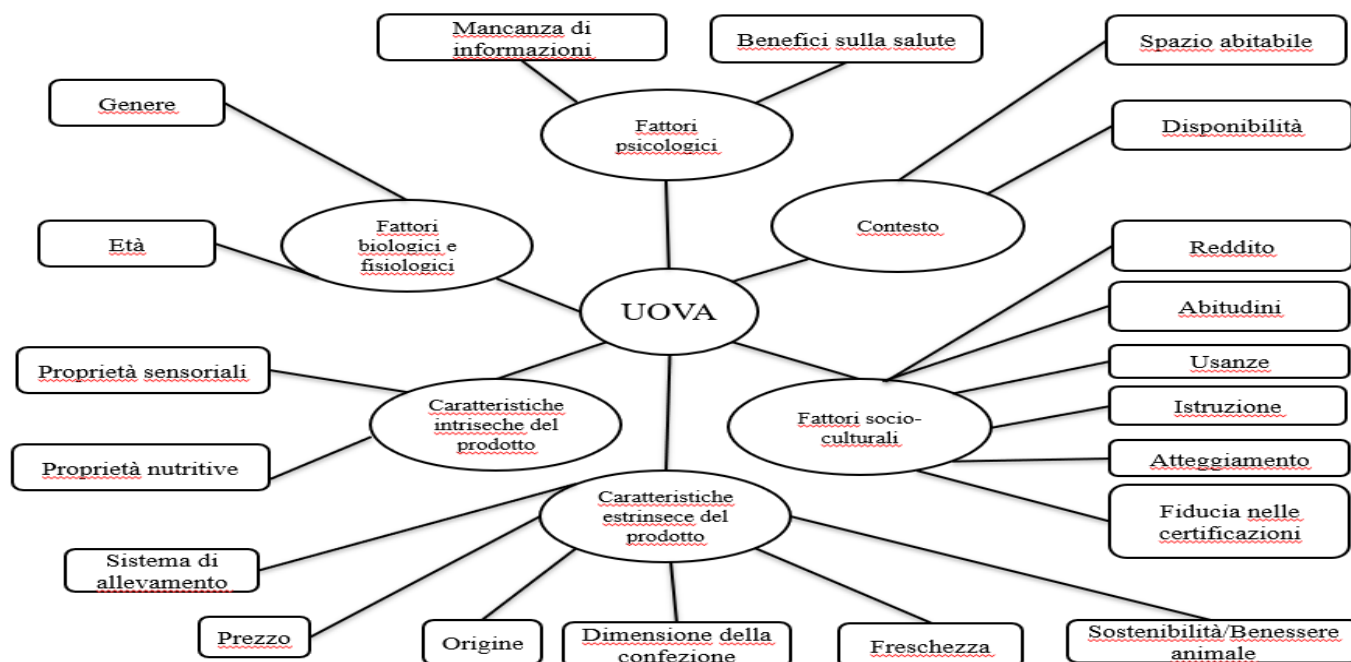 Mancanza di
informazioni
Benefici sulla salute
Spazio abitabile
Genere
Fattori
psicologici
Disponibilità
Fattori
biologici e
fisiologici
Contesto
Età
Reddito
UOVA
Abitudini
Usanze
Proprietà sensoriali
Caratteristiche
intriseche del
prodotto
Fattori socio-
culturali
Istruzione
Atteggiamento
Proprietà nutritive
Caratteristiche
estrinsece del
prodotto
Fiducia nelle
certificazioni
Sistema di
allevamento
Prezzo
Origine
Dimensione della
confezione
Freschezza
Sostenibilità/Benessere
animale